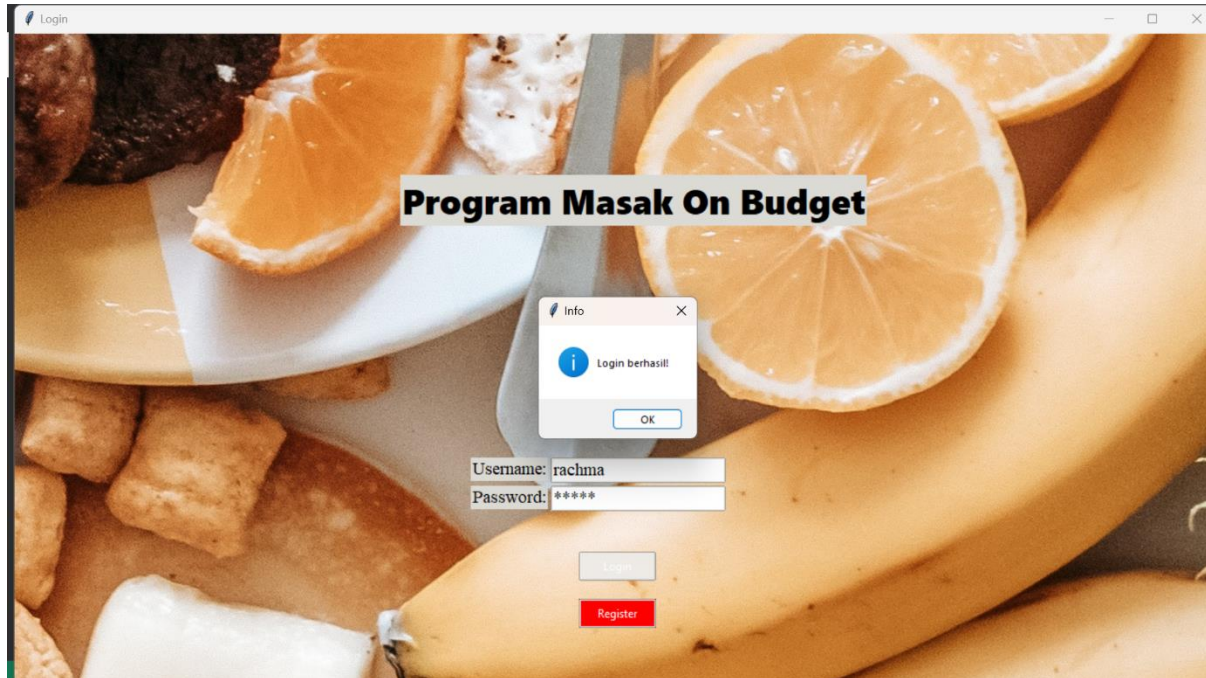 Login
Program Masak On Budget
Info
Login berhasil!
OK
Username: rachma
Password: *****
Login
Register